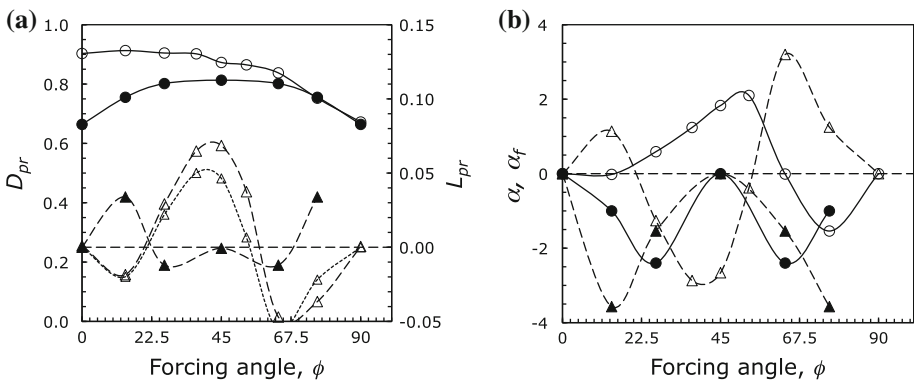 (a)
1.0
0.8
0.6
0.4
0.2
0.0
D_pr
0.15
0.10
0.05
0.00
-0.05
L_pr
0 22.5 45 67.5 90
Forcing angle, ϕ
(b)
4
2
0
-2
-4
α, α_f
0 22.5 45 67.5 90
Forcing angle, ϕ